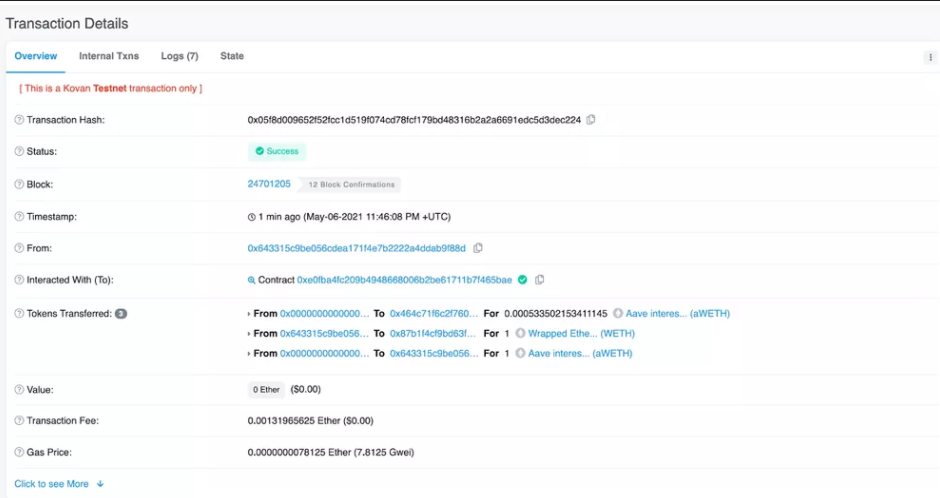 Transaction Details
Overview Internal Txns Logs (7) State
[ This is a Kovan Testnet transaction only ]
Transaction Hash: 0x05f8d009652f52fcc1d519f074cd78fcf179bd48316b2a2a6691edc5d3dec224
Status: Success
Block: 24701205 12 Block Confirmations
Timestamp: 1 min ago (May-06-2021 11:46:08 PM +UTC)
From: 0x643315c9be056cdea171f4e7b2222a4ddab9f88d
Interacted With (To): Contract 0xe0fba4fc209b4948668006b2be61711b7f465bae
Tokens Transferred: 3 From 0x0000000000000... To 0x464c71f6c2f760... For 0.000533502153411145 Aave interes... (aWETH)
From 0x643315c9be056... To 0x87b1f4cf9bd63f... For 1 Wrapped Ethe... (WETH)
From 0x0000000000000... To 0x643315c9be056... For 1 Aave interes... (aWETH)
Value: 0 Ether ($0.00)
Transaction Fee: 0.00131965625 Ether ($0.00)
Gas Price: 0.0000000078125 Ether (7.8125 Gwei)
Click to see More